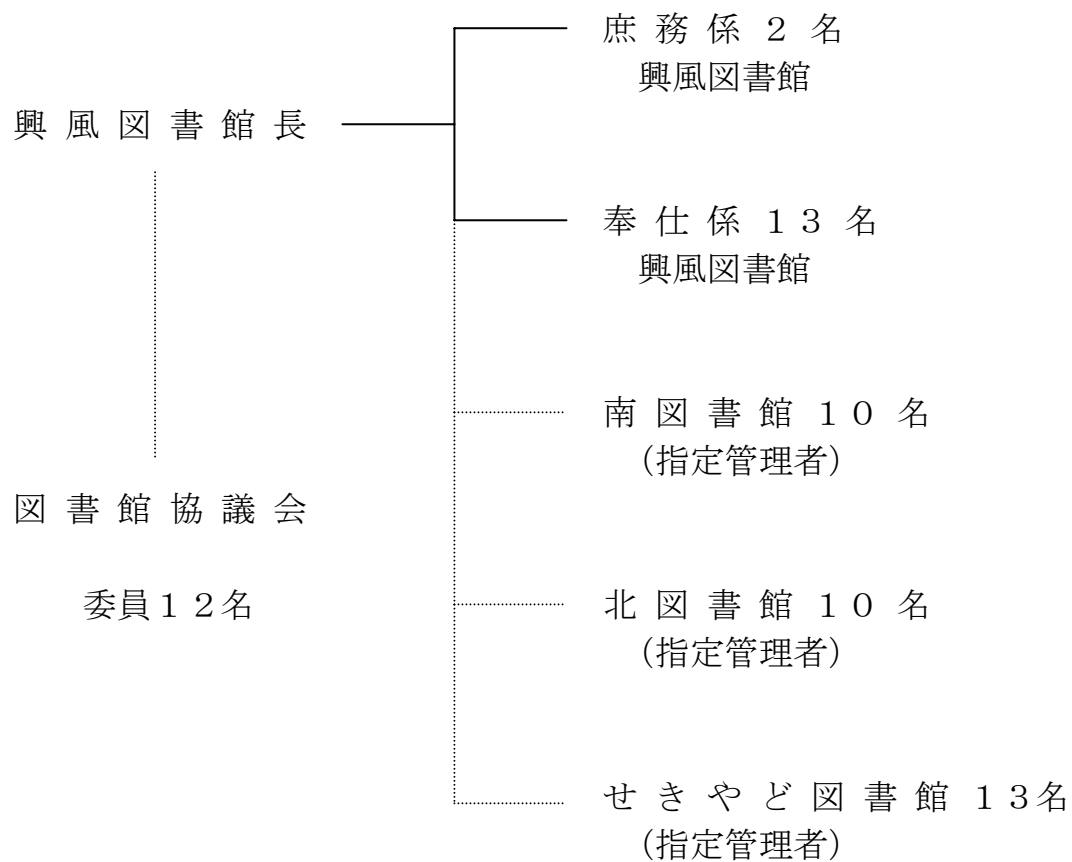 庶務係２名
興風図書館
興風図書館長
奉仕係１３名
興風図書館
南図書館１０名
（指定管理者）
図書館協議会
委員１２名
北図書館１０名
（指定管理者）
せきやど図書館１３名
（指定管理者）